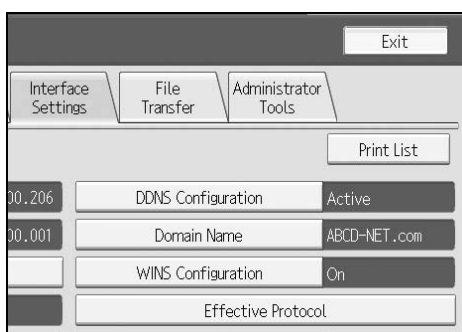 Exit
Interface Settings
File Transfer
Administrator Tools
Print List
00.206
DDNS Configuration
Active
00.001
Domain Name
ABCD-NET.com
WINS Configuration
On
Effective Protocol